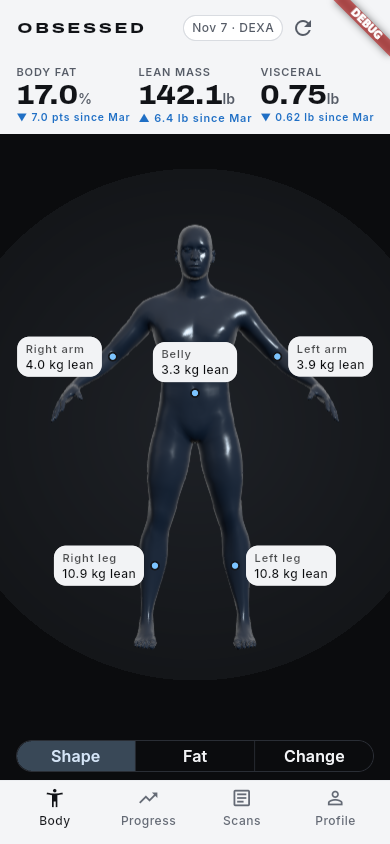 OBSESSED
Nov 7 · DEXA
DEBUG
BODY FAT
17.0%
▼ 7.0 pts since Mar
LEAN MASS
142.1lb
▲ 6.4 lb since Mar
VISCERAL
0.75lb
▼ 0.62 lb since Mar
Right arm
4.0 kg lean
Belly
3.3 kg lean
Left arm
3.9 kg lean
Right leg
10.9 kg lean
Left leg
10.8 kg lean
Shape
Fat
Change
Body
Progress
Scans
Profile